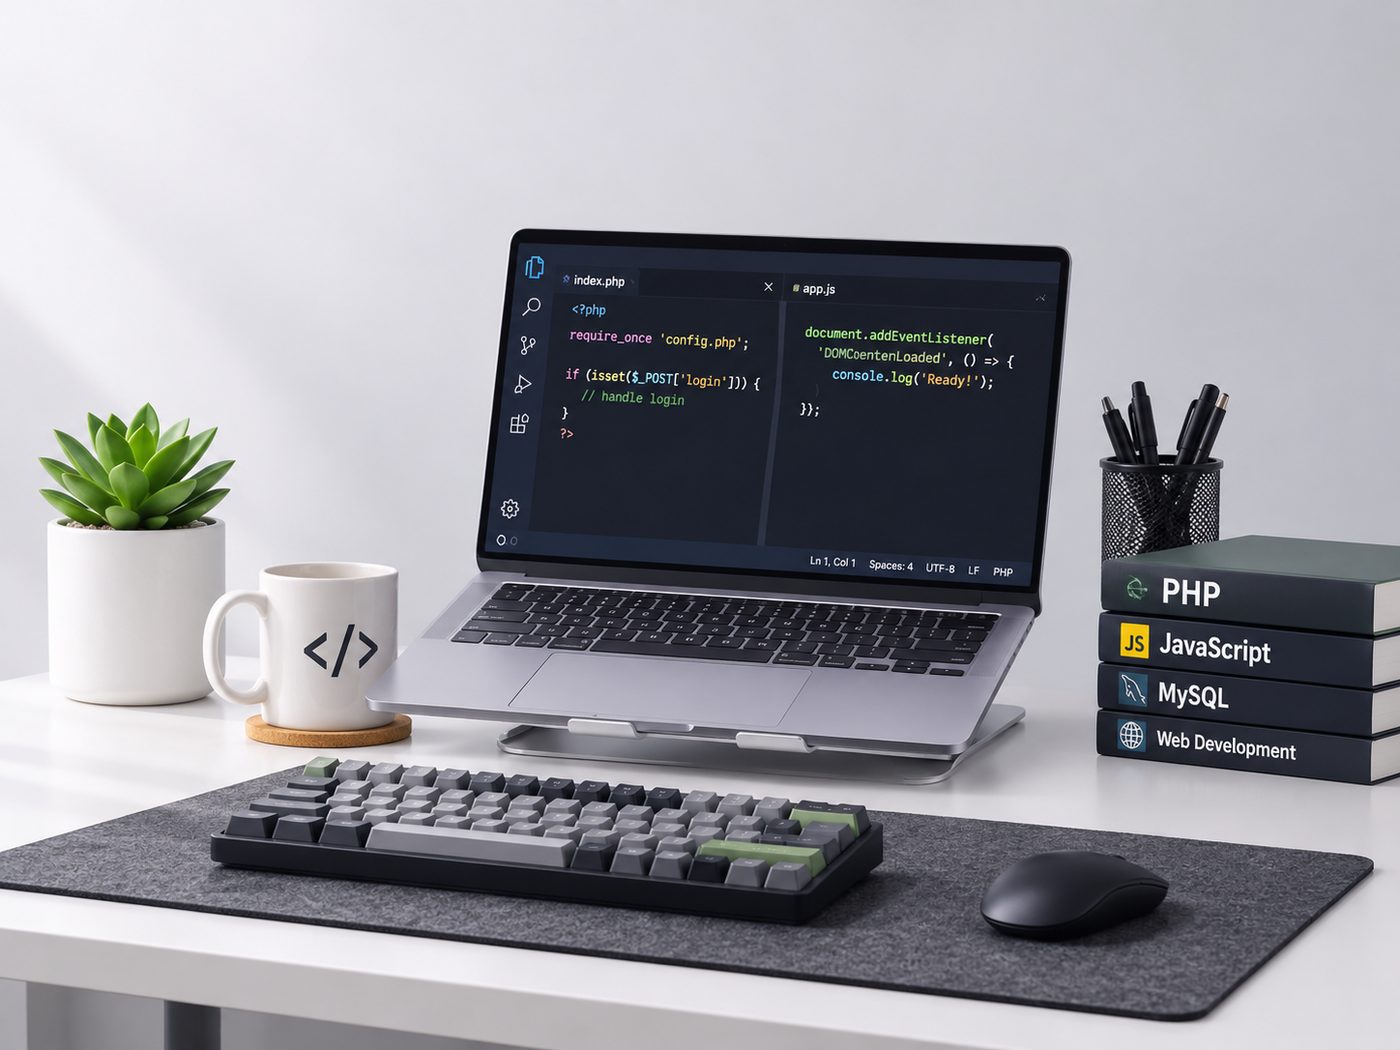 index.php
<?php
require_once 'config.php';
if (isset($_POST['login'])) {
// handle login
}
?>
app.js
document.addEventListener(
'DOMCoentenLoaded', () => {
console.log('Ready!');
});
Ln 1, Col 1 Spaces: 4 UTF-8 LF PHP
</>
PHP
JS JavaScript
MySQL
Web Development